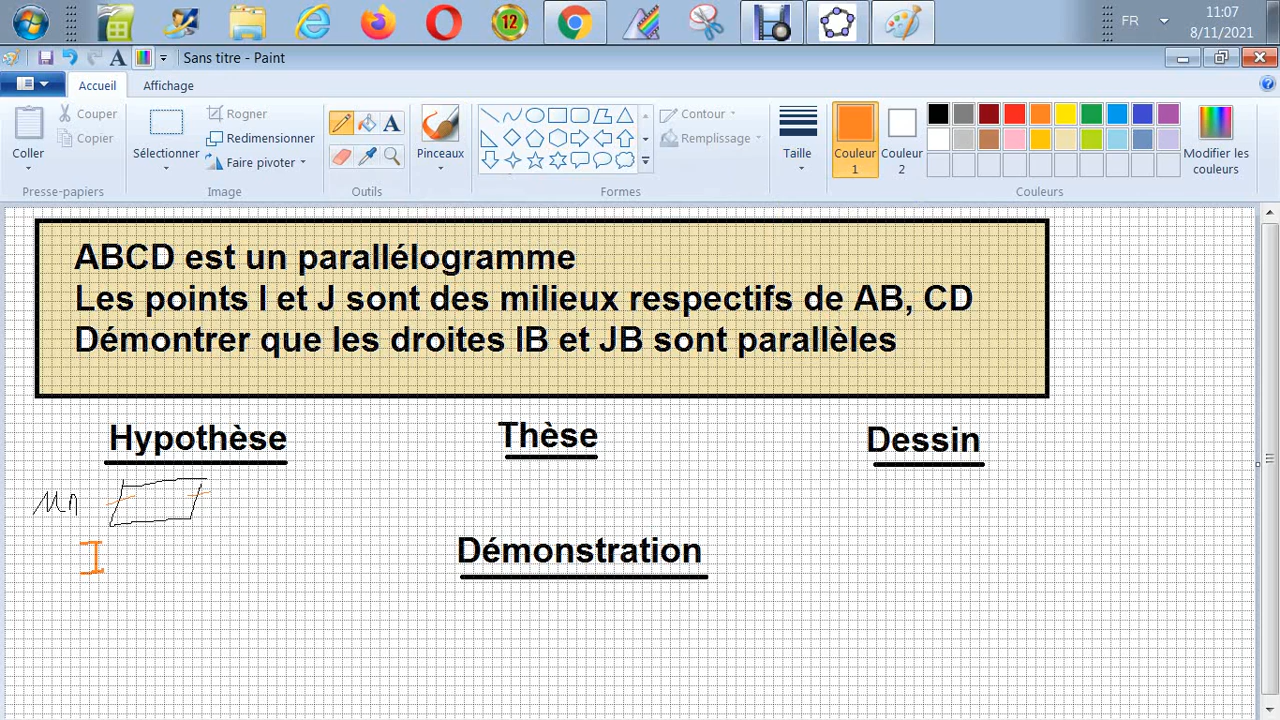 12
FR
11:07
8/11/2021
Sans titre - Paint
Accueil
Affichage
Coller
Couper
Copier
Presse-papiers
Sélectionner
Rogner
Redimensionner
Faire pivoter
Image
Outils
Pinceaux
Contour
Remplissage
Formes
Taille
Couleur 1
Couleur 2
Modifier les couleurs
Couleurs
ABCD est un parallélogramme
Les points I et J sont des milieux respectifs de AB, CD
Démontrer que les droites IB et JB sont parallèles
Hypothèse
Thèse
Dessin
I
Démonstration